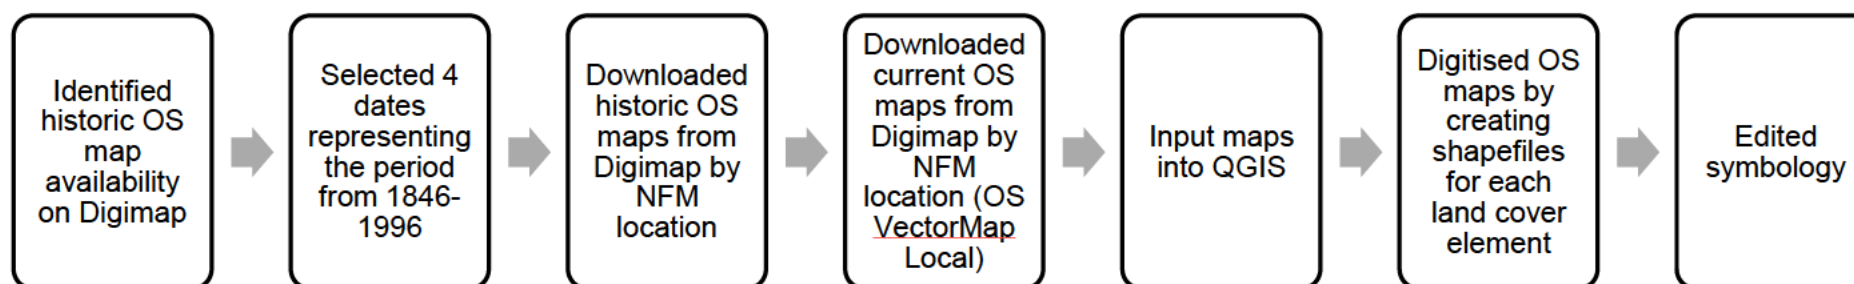 Identified
historic OS
map
availability
on Digimap
Selected 4
dates
representing
the period
from 1846-
1996
Downloaded
historic OS
maps from
Digimap by
NFM
location
Downloaded
current OS
maps from
Digimap by
NFM
location (OS
VectorMap
Local)
Input maps
into QGIS
Digitised OS
maps by
creating
shapefiles
for each
land cover
element
Edited
symbology